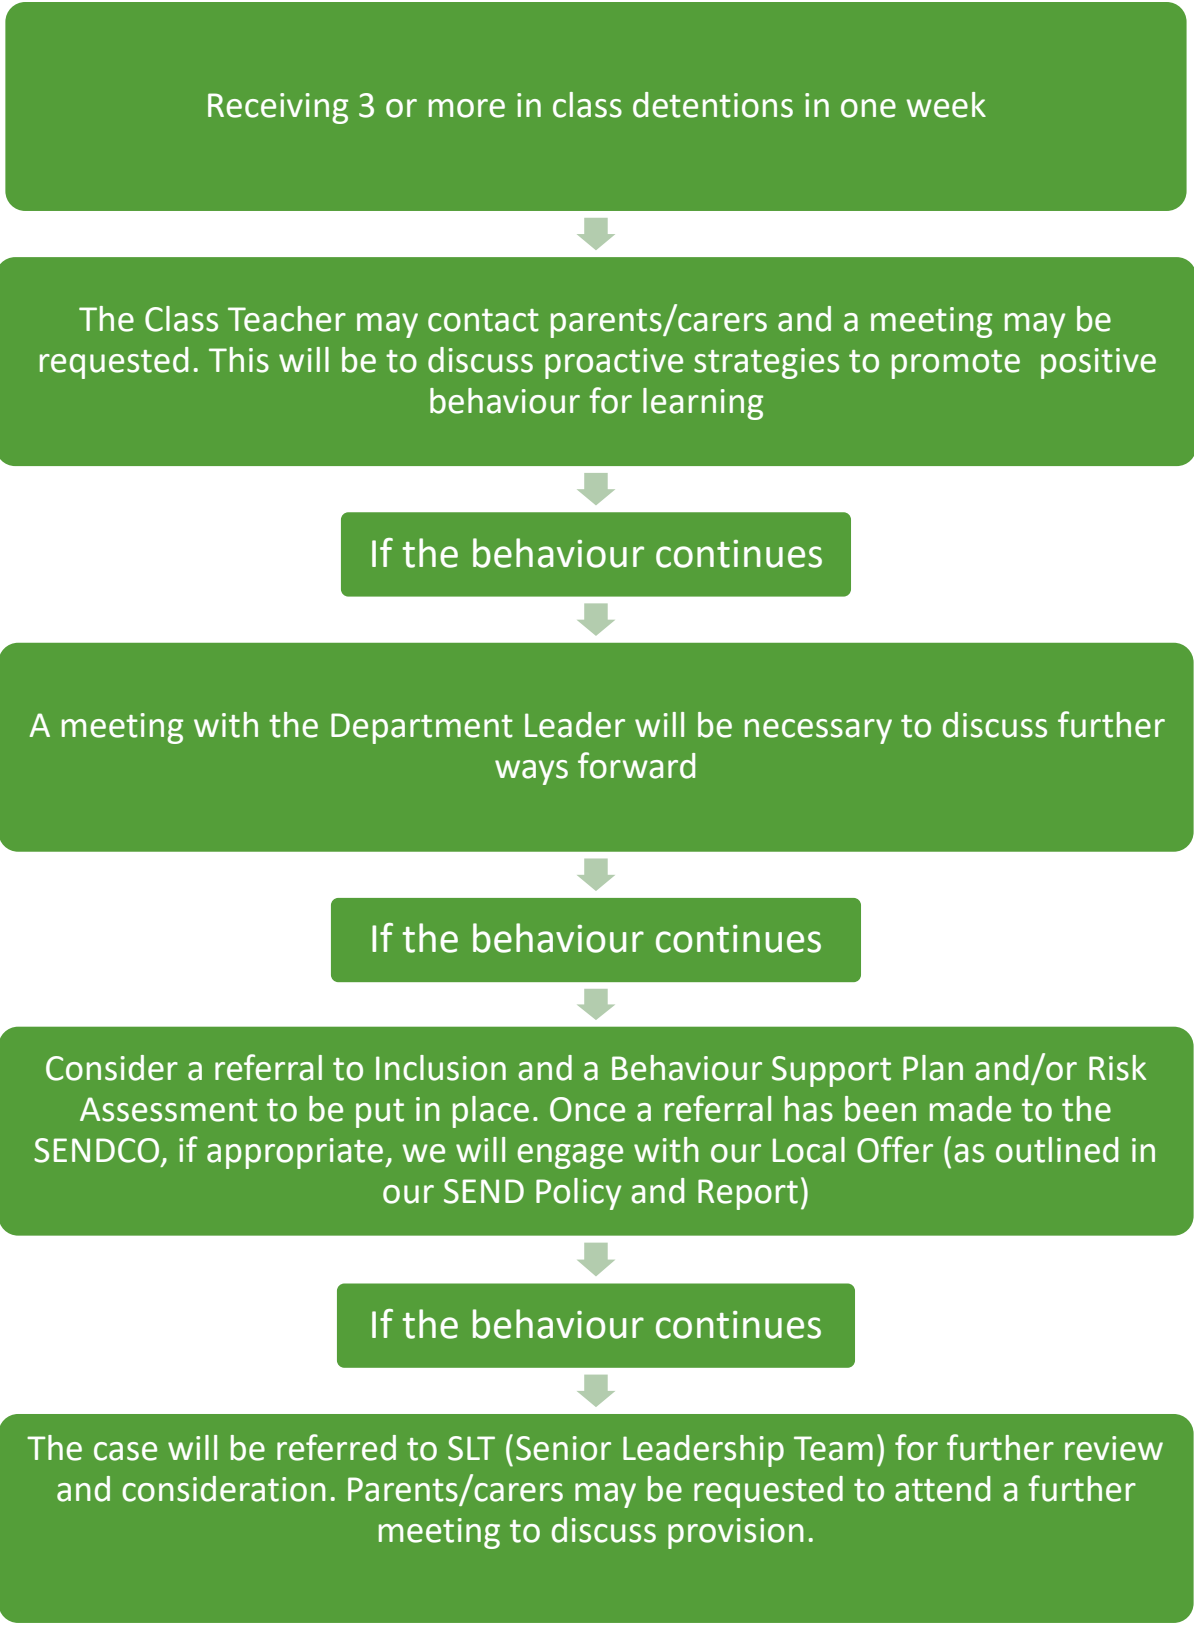 Receiving 3 or more in class detentions in one week
The Class Teacher may contact parents/carers and a meeting may be
requested. This will be to discuss proactive strategies to promote  positive
behaviour for learning
If the behaviour continues
A meeting with the Department Leader will be necessary to discuss further
ways forward
If the behaviour continues
Consider a referral to Inclusion and a Behaviour Support Plan and/or Risk
Assessment to be put in place. Once a referral has been made to the
SENDCO, if appropriate, we will engage with our Local Offer (as outlined in
our SEND Policy and Report)
If the behaviour continues
The case will be referred to SLT (Senior Leadership Team) for further review
and consideration. Parents/carers may be requested to attend a further
meeting to discuss provision.